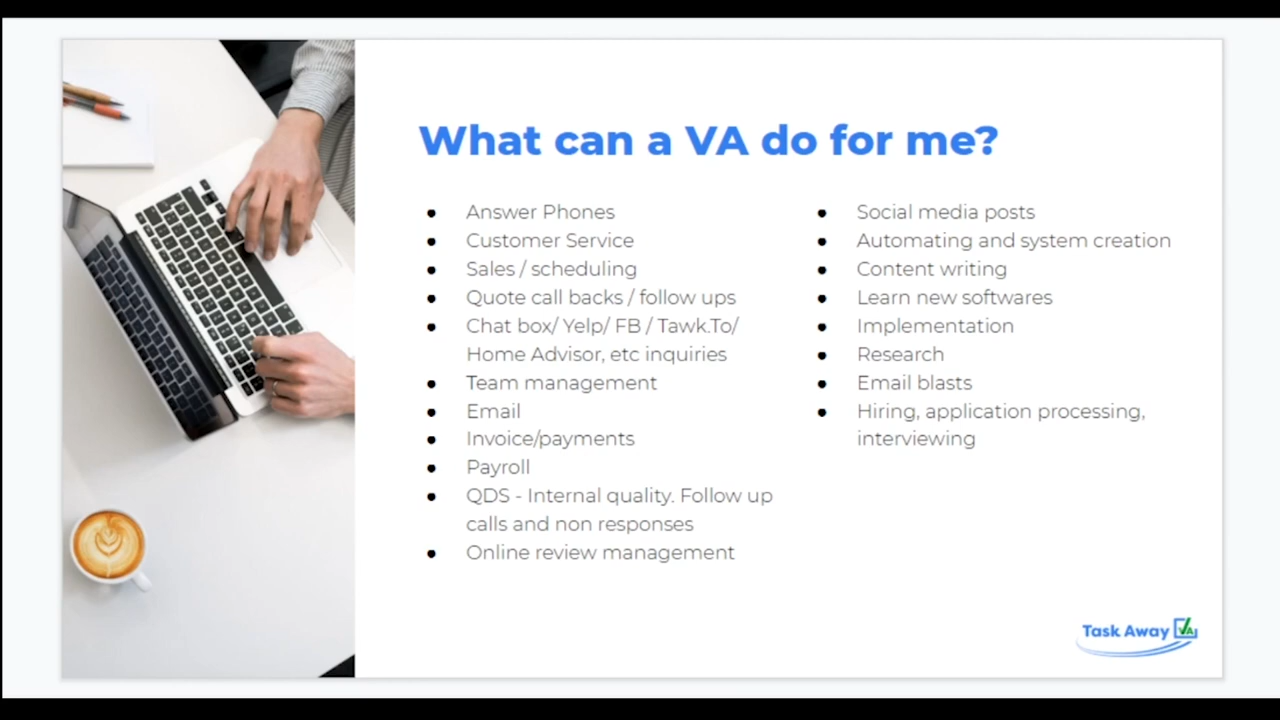 What can a VA do for me?
● Answer Phones
● Customer Service
● Sales / scheduling
● Quote call backs / follow ups
● Chat box/ Yelp/ FB / Tawk.To/
Home Advisor, etc inquiries
● Team management
● Email
● Invoice/payments
● Payroll
● QDS - Internal quality. Follow up
calls and non responses
● Online review management
● Social media posts
● Automating and system creation
● Content writing
● Learn new softwares
● Implementation
● Research
● Email blasts
● Hiring, application processing,
interviewing
Task Away VA